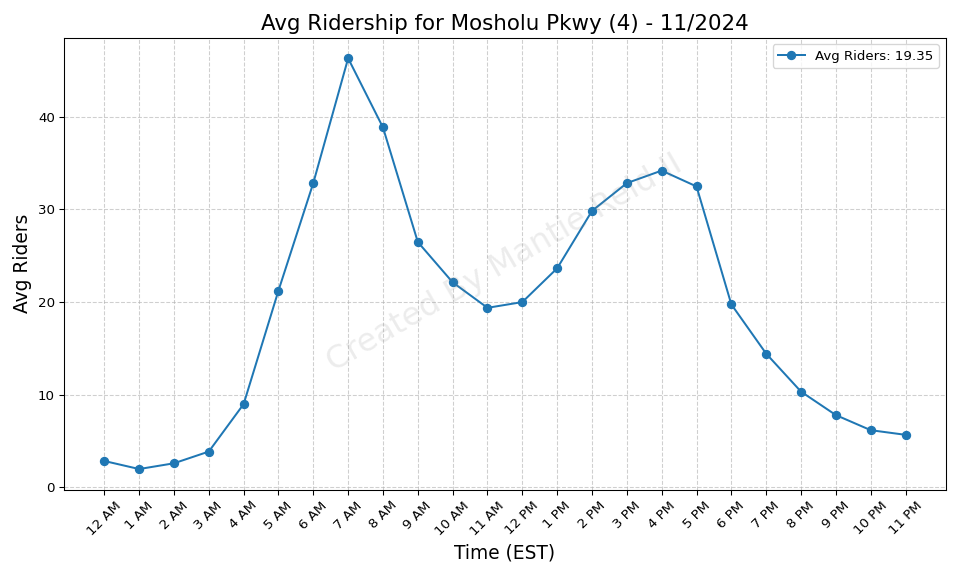 Avg Ridership for Mosholu Pkwy (4) - 11/2024
Avg Riders: 19.35
Avg Riders
40
30
20
10
0
Created By Mantie Reid II
12 AM
1 AM
2 AM
3 AM
4 AM
5 AM
6 AM
7 AM
8 AM
9 AM
10 AM
11 AM
12 PM
1 PM
2 PM
3 PM
4 PM
5 PM
6 PM
7 PM
8 PM
9 PM
10 PM
11 PM
Time (EST)